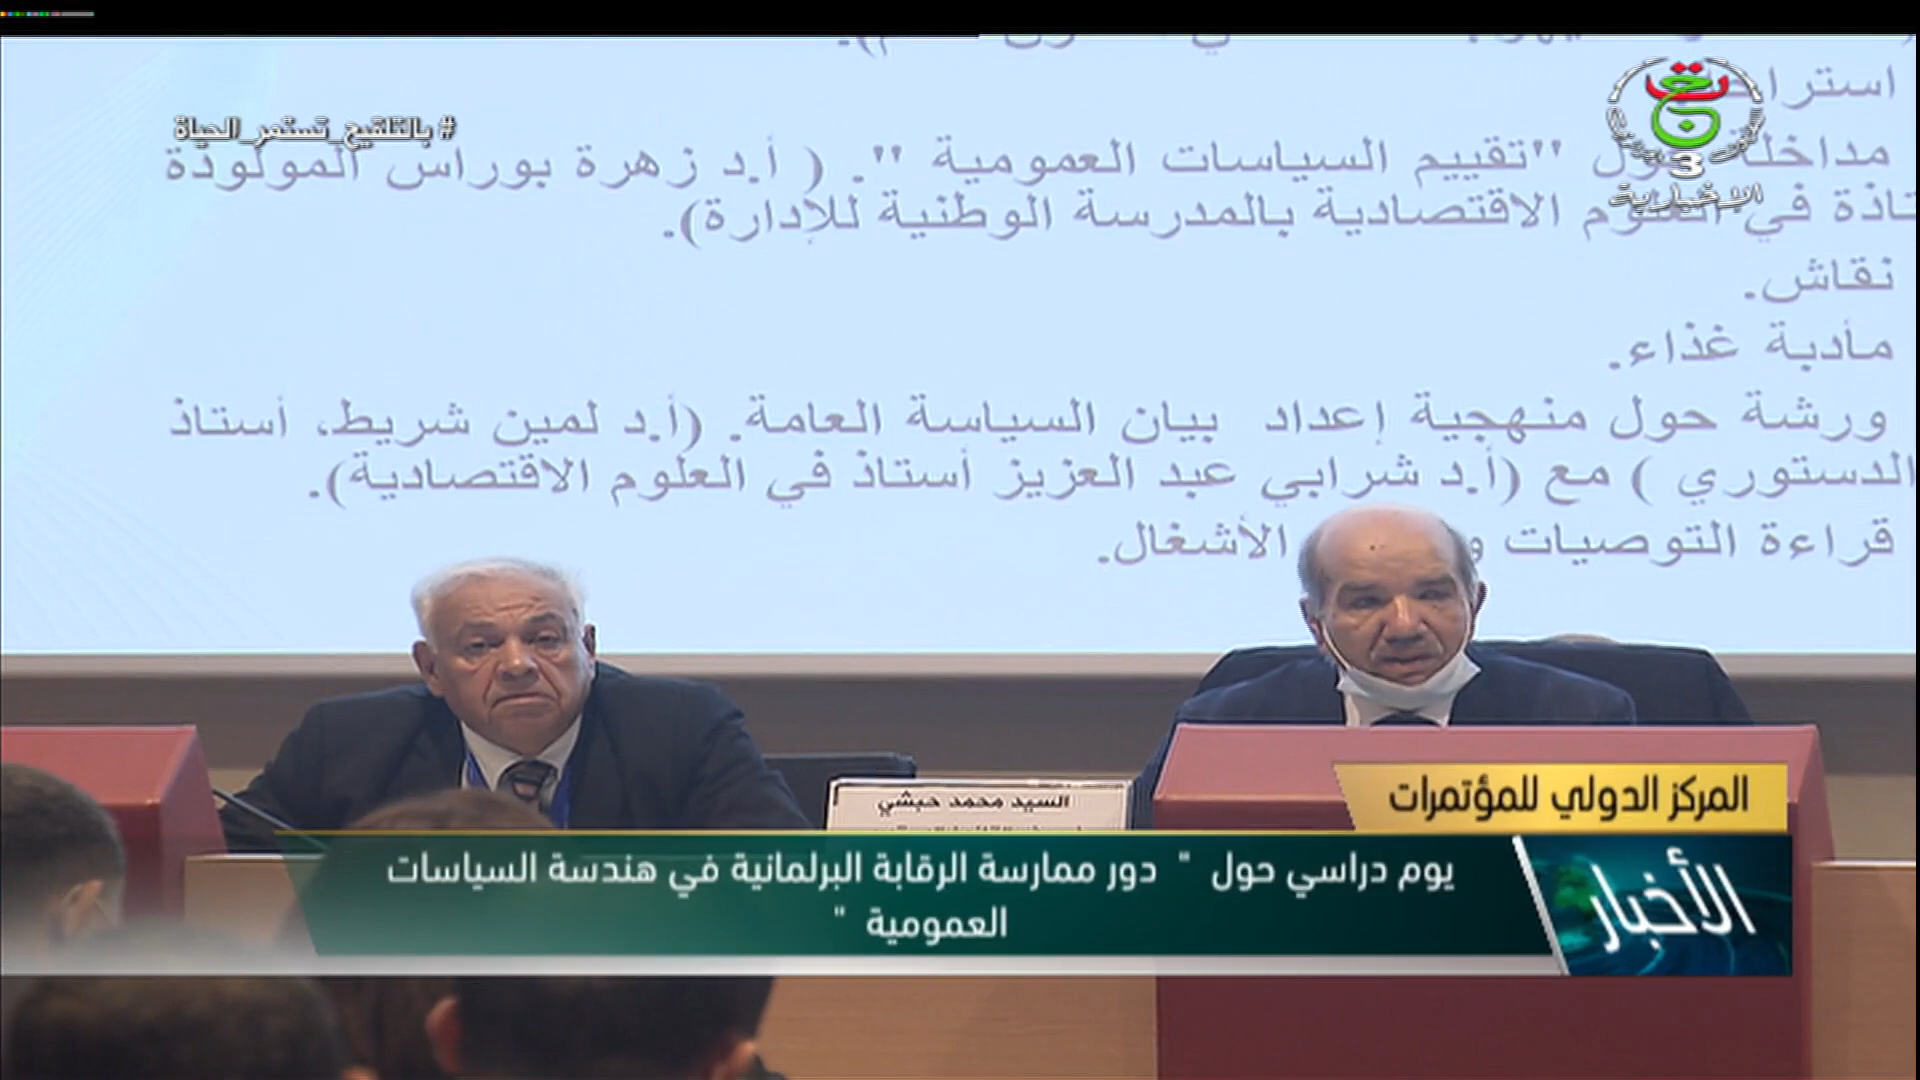 #بالتلقيح_تستمر_الحياة
3
الإخبارية
مداخلة حول "تقييم السياسات العمومية ". ( أ.د زهرة بوراس المولودة
في العلوم الاقتصادية بالمدرسة الوطنية للإدارة).
نقاش.
مأدبة غذاء.
ورشة حول منهجية إعداد بيان السياسة العامة. (أ.د لمين شريط، أستاذ
الدستوري ) مع (أ.د شرابي عبد العزيز أستاذ في العلوم الاقتصادية).
قراءة التوصيات و الأشغال.
السيد محمد حبشي
المركز الدولي للمؤتمرات
الأخبار
يوم دراسي حول " دور ممارسة الرقابة البرلمانية في هندسة السياسات
العمومية "